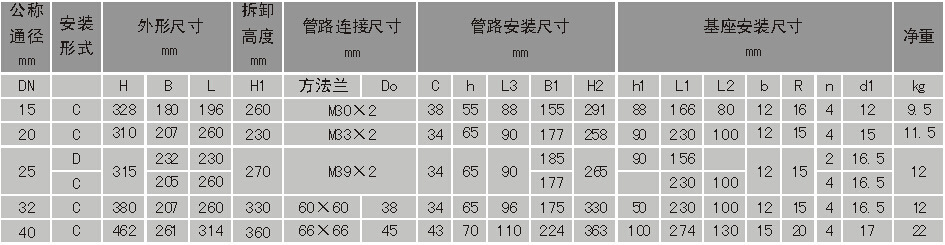 公称 安装 外形尺寸 拆卸 管路连接尺寸 管路安装尺寸 基座安装尺寸 净重
通径 形式 mm 高度 mm mm mm
mm mm
DN H B L H1 方法兰 Do C h L3 B1 H2 h1 L1 L2 b R n d1 kg
15 C 328 180 196 260 M30×2 38 55 88 155 291 88 166 80 12 16 4 12 9.5
20 C 310 207 260 230 M33×2 34 65 90 177 258 90 230 100 12 15 4 15 11.5
25 D 315 232 230 270 M39×2 34 65 90 185 265 90 156 12 15 2 16.5 12
C 205 260 177 230 100 4 16.5
32 C 380 207 260 330 60×60 38 34 65 96 175 330 50 230 100 12 15 4 16.5 12
40 C 462 261 314 360 66×66 45 43 70 110 224 363 100 274 130 15 20 4 17 22